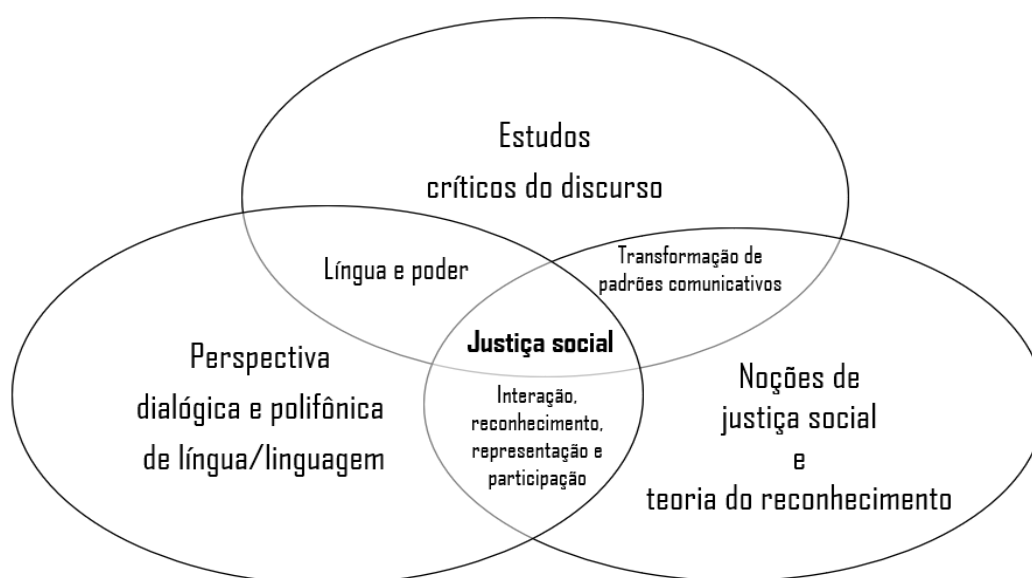 Estudos
críticos do discurso
Língua e poder
Transformação de
padrões comunicativos
Justiça social
Perspectiva
dialógica e polifônica
de língua/linguagem
Interação,
reconhecimento,
representação e
participação
Noções de
justiça social
e
teoria do reconhecimento